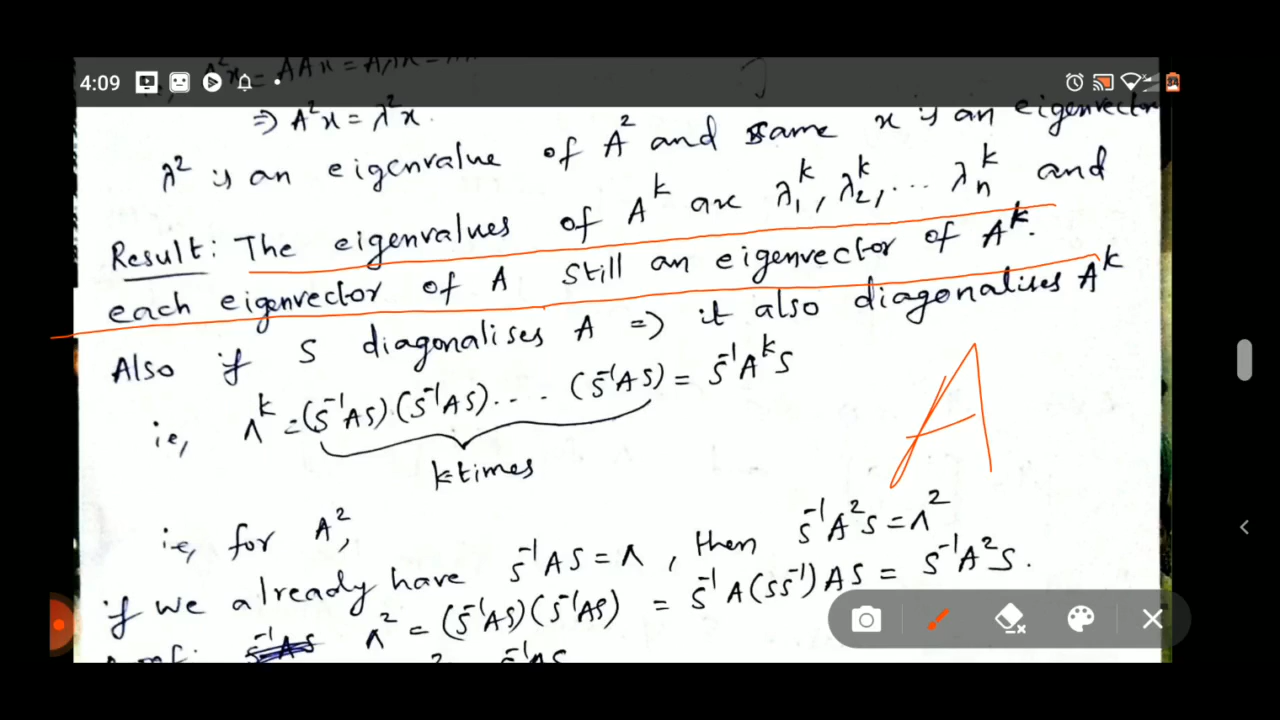 4:09
A²x = AAx = Aλx =
⇒ A²x = λ²x.
λ² is an eigenvalue of A² and same x is an eigenvector
Result: The eigenvalues of Aᵏ are λ₁ᵏ, λ₂ᵏ, ... λₙᵏ and
each eigenvector of A still an eigenvector of Aᵏ.
Also if S diagonalises A ⇒ it also diagonalises Aᵏ
ie, Λᵏ = (S⁻¹AS)(S⁻¹AS).... (S⁻¹AS) = S⁻¹AᵏS
k times
A
ie, for A²,
if we already have S⁻¹AS = Λ, then S⁻¹A²S = Λ²
Λ² = (S⁻¹AS)(S⁻¹AS) = S⁻¹A(SS⁻¹)AS = S⁻¹A²S.